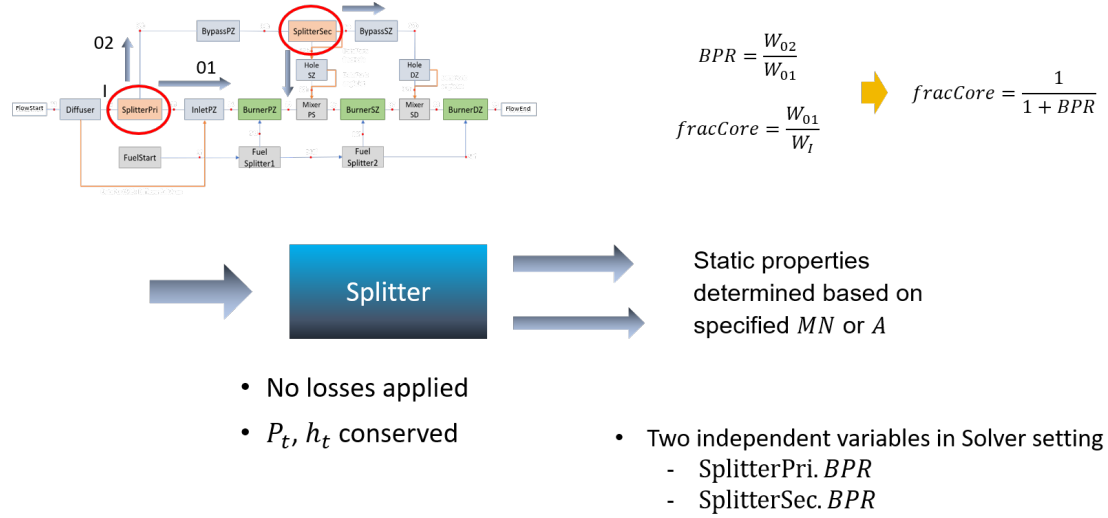 02
BypassPZ
SplitterSec
BypassSZ
01
Hole
SZ
Hole
DZ
I
FlowStart
Diffuser
SplitterPri
InletPZ
BurnerPZ
Mixer
PS
BurnerSZ
Mixer
SD
BurnerDZ
FlowEnd
FuelStart
Fuel
Splitter1
Fuel
Splitter2
BPR = W₀₂/W₀₁
fracCore = W₀₁/W_I
fracCore = 1/(1 + BPR)
Splitter
Static properties
determined based on
specified MN or A
• No losses applied
• Pₜ, hₜ conserved
• Two independent variables in Solver setting
- SplitterPri. BPR
- SplitterSec. BPR